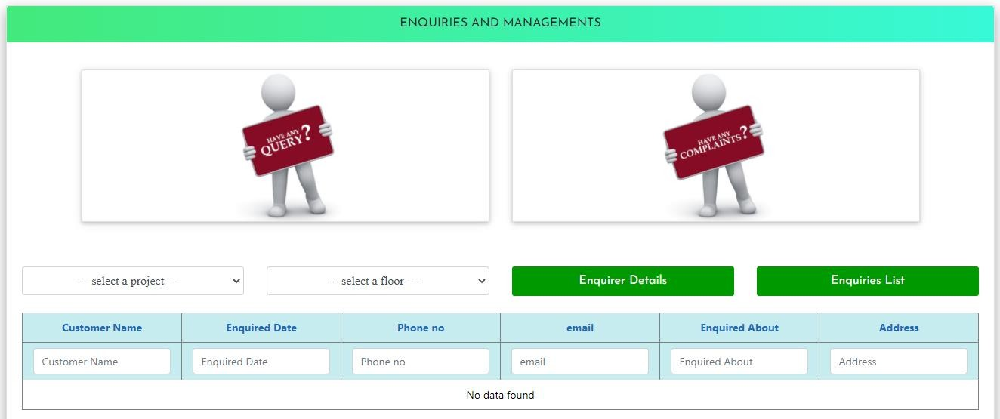 ENQUIRIES AND MANAGEMENTS
HAVE ANY
QUERY?
HAVE ANY
COMPLAINTS?
--- select a project ---
--- select a floor ---
Enquirer Details
Enquiries List
Customer Name Enquired Date Phone no email Enquired About Address
Customer Name Enquired Date Phone no email Enquired About Address
No data found